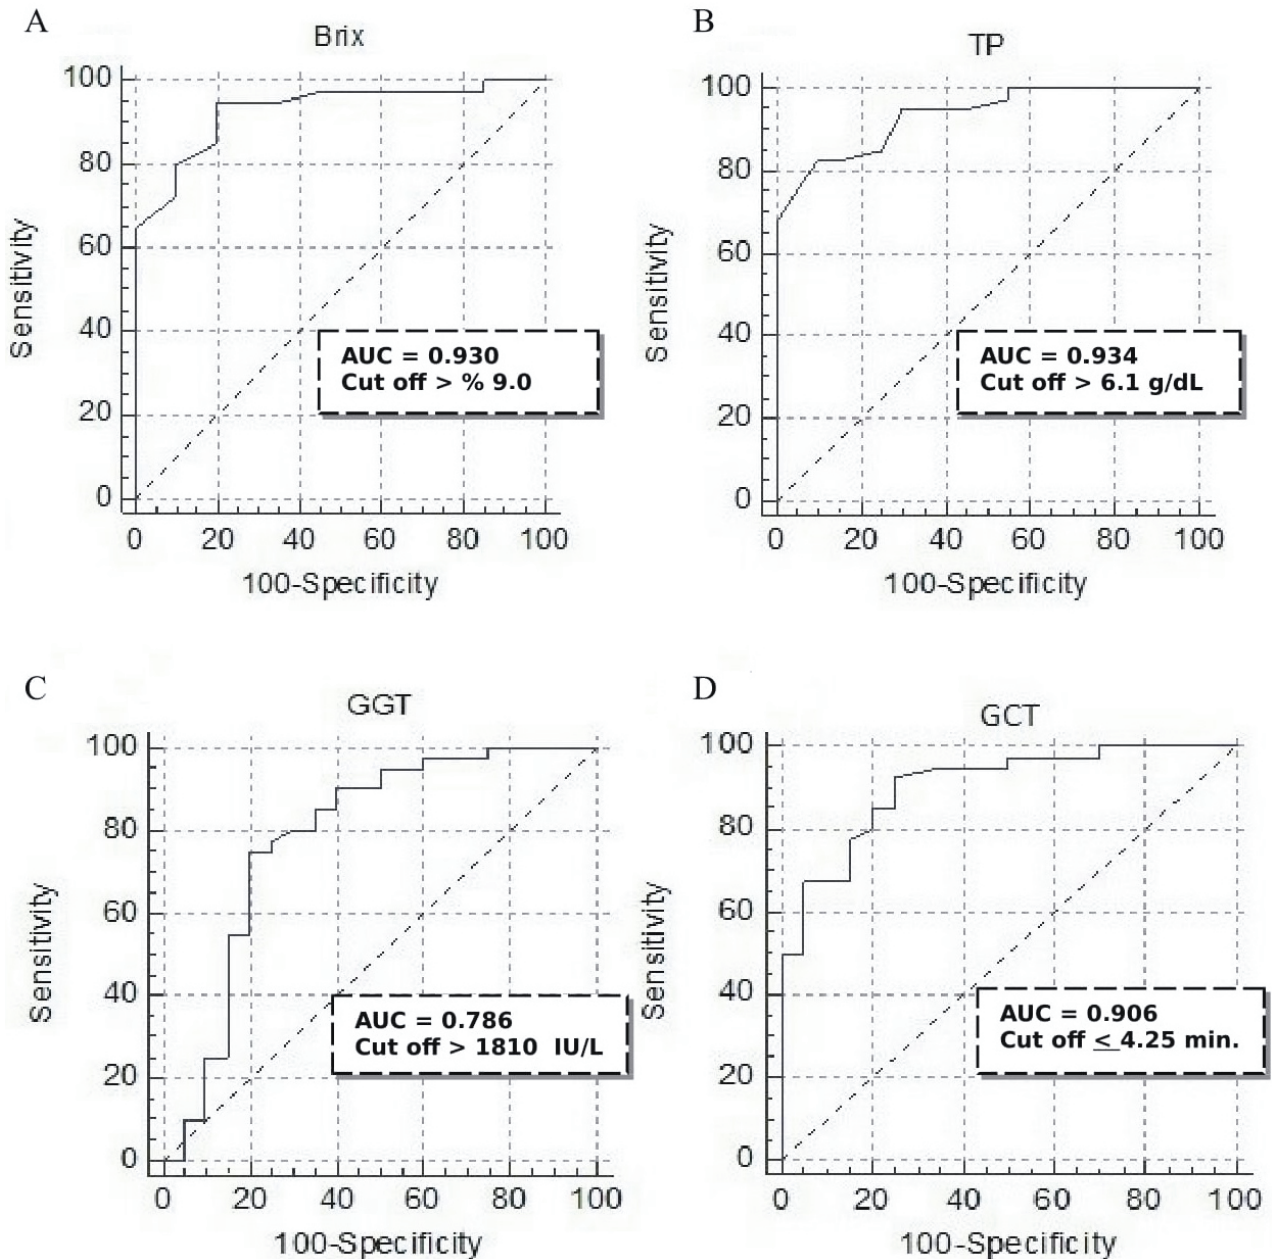 A
Brix
100
80
60
40
20
0
Sensitivity
AUC = 0.930
Cut off > % 9.0
0 20 40 60 80 100
100-Specificity
B
TP
100
80
60
40
20
0
Sensitivity
AUC = 0.934
Cut off > 6.1 g/dL
0 20 40 60 80 100
100-Specificity
C
GGT
100
80
60
40
20
0
Sensitivity
AUC = 0.786
Cut off > 1810 IU/L
0 20 40 60 80 100
100-Specificity
D
GCT
100
80
60
40
20
0
Sensitivity
AUC = 0.906
Cut off < 4.25 min.
0 20 40 60 80 100
100-Specificity